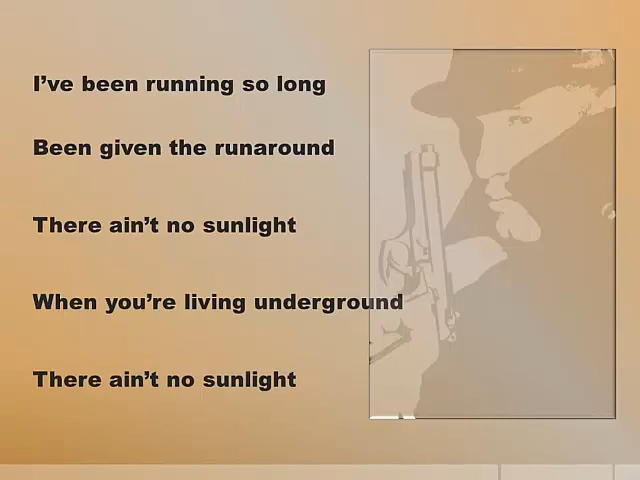 I've been running so long
Been given the runaround
There ain't no sunlight
When you're living underground
There ain't no sunlight